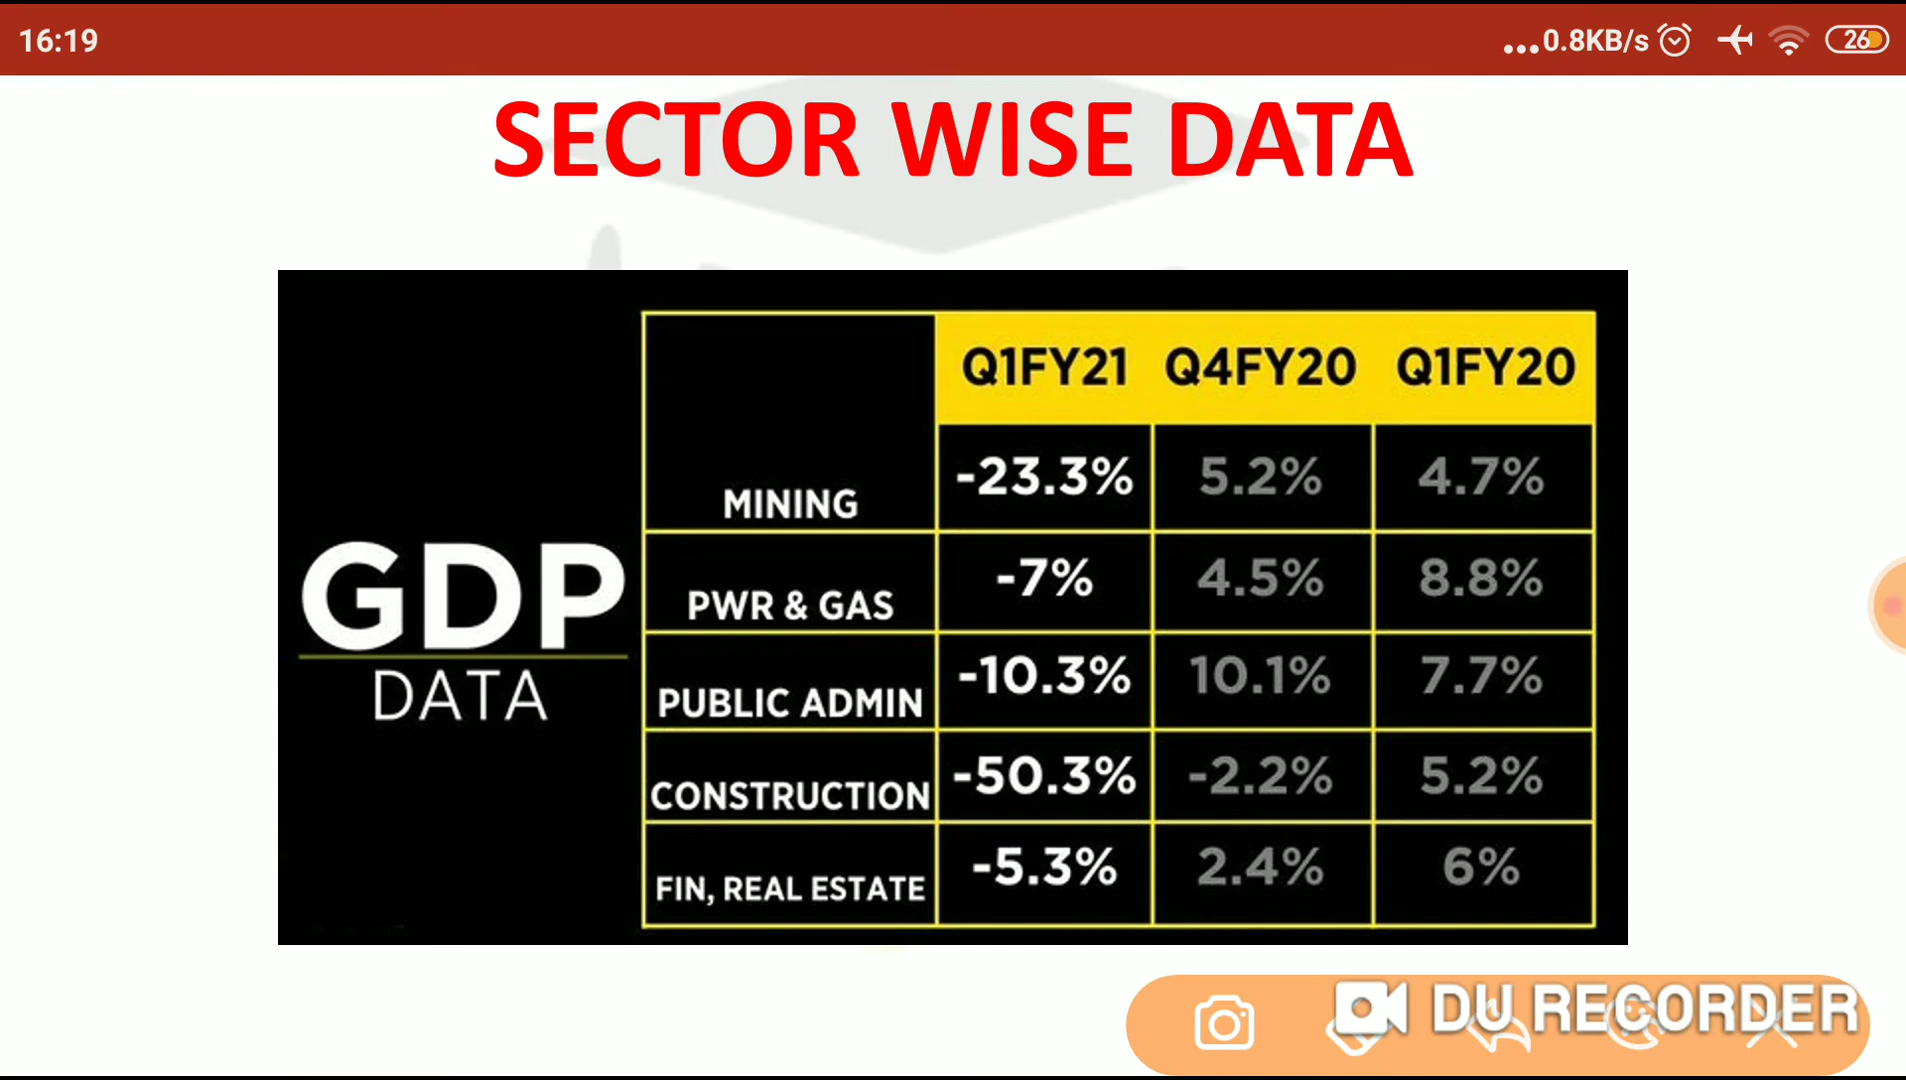 16:19
...0.8KB/s 26
SECTOR WISE DATA
GDP
DATA
Q1FY21 Q4FY20 Q1FY20
MINING -23.3% 5.2% 4.7%
PWR & GAS -7% 4.5% 8.8%
PUBLIC ADMIN -10.3% 10.1% 7.7%
CONSTRUCTION -50.3% -2.2% 5.2%
FIN, REAL ESTATE -5.3% 2.4% 6%
DU RECORDER